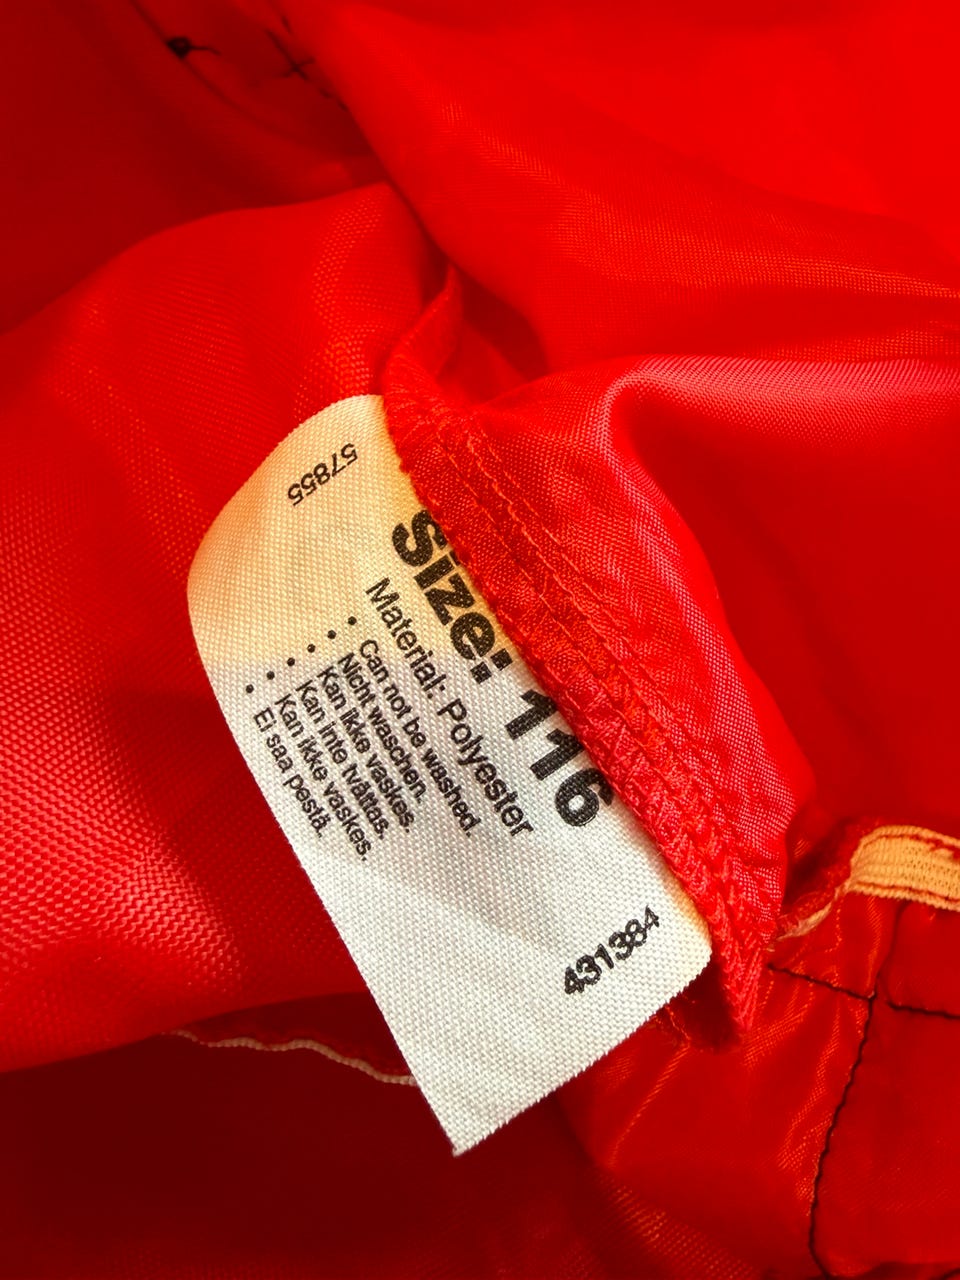 57855
Size: 116
Material: Polyester
• Can not be washed.
• Nicht waschen.
• Kan ikke vaskes.
• Kan inte tvättas.
• Kan ikke vaskes.
• Ei saa pestä.
431384